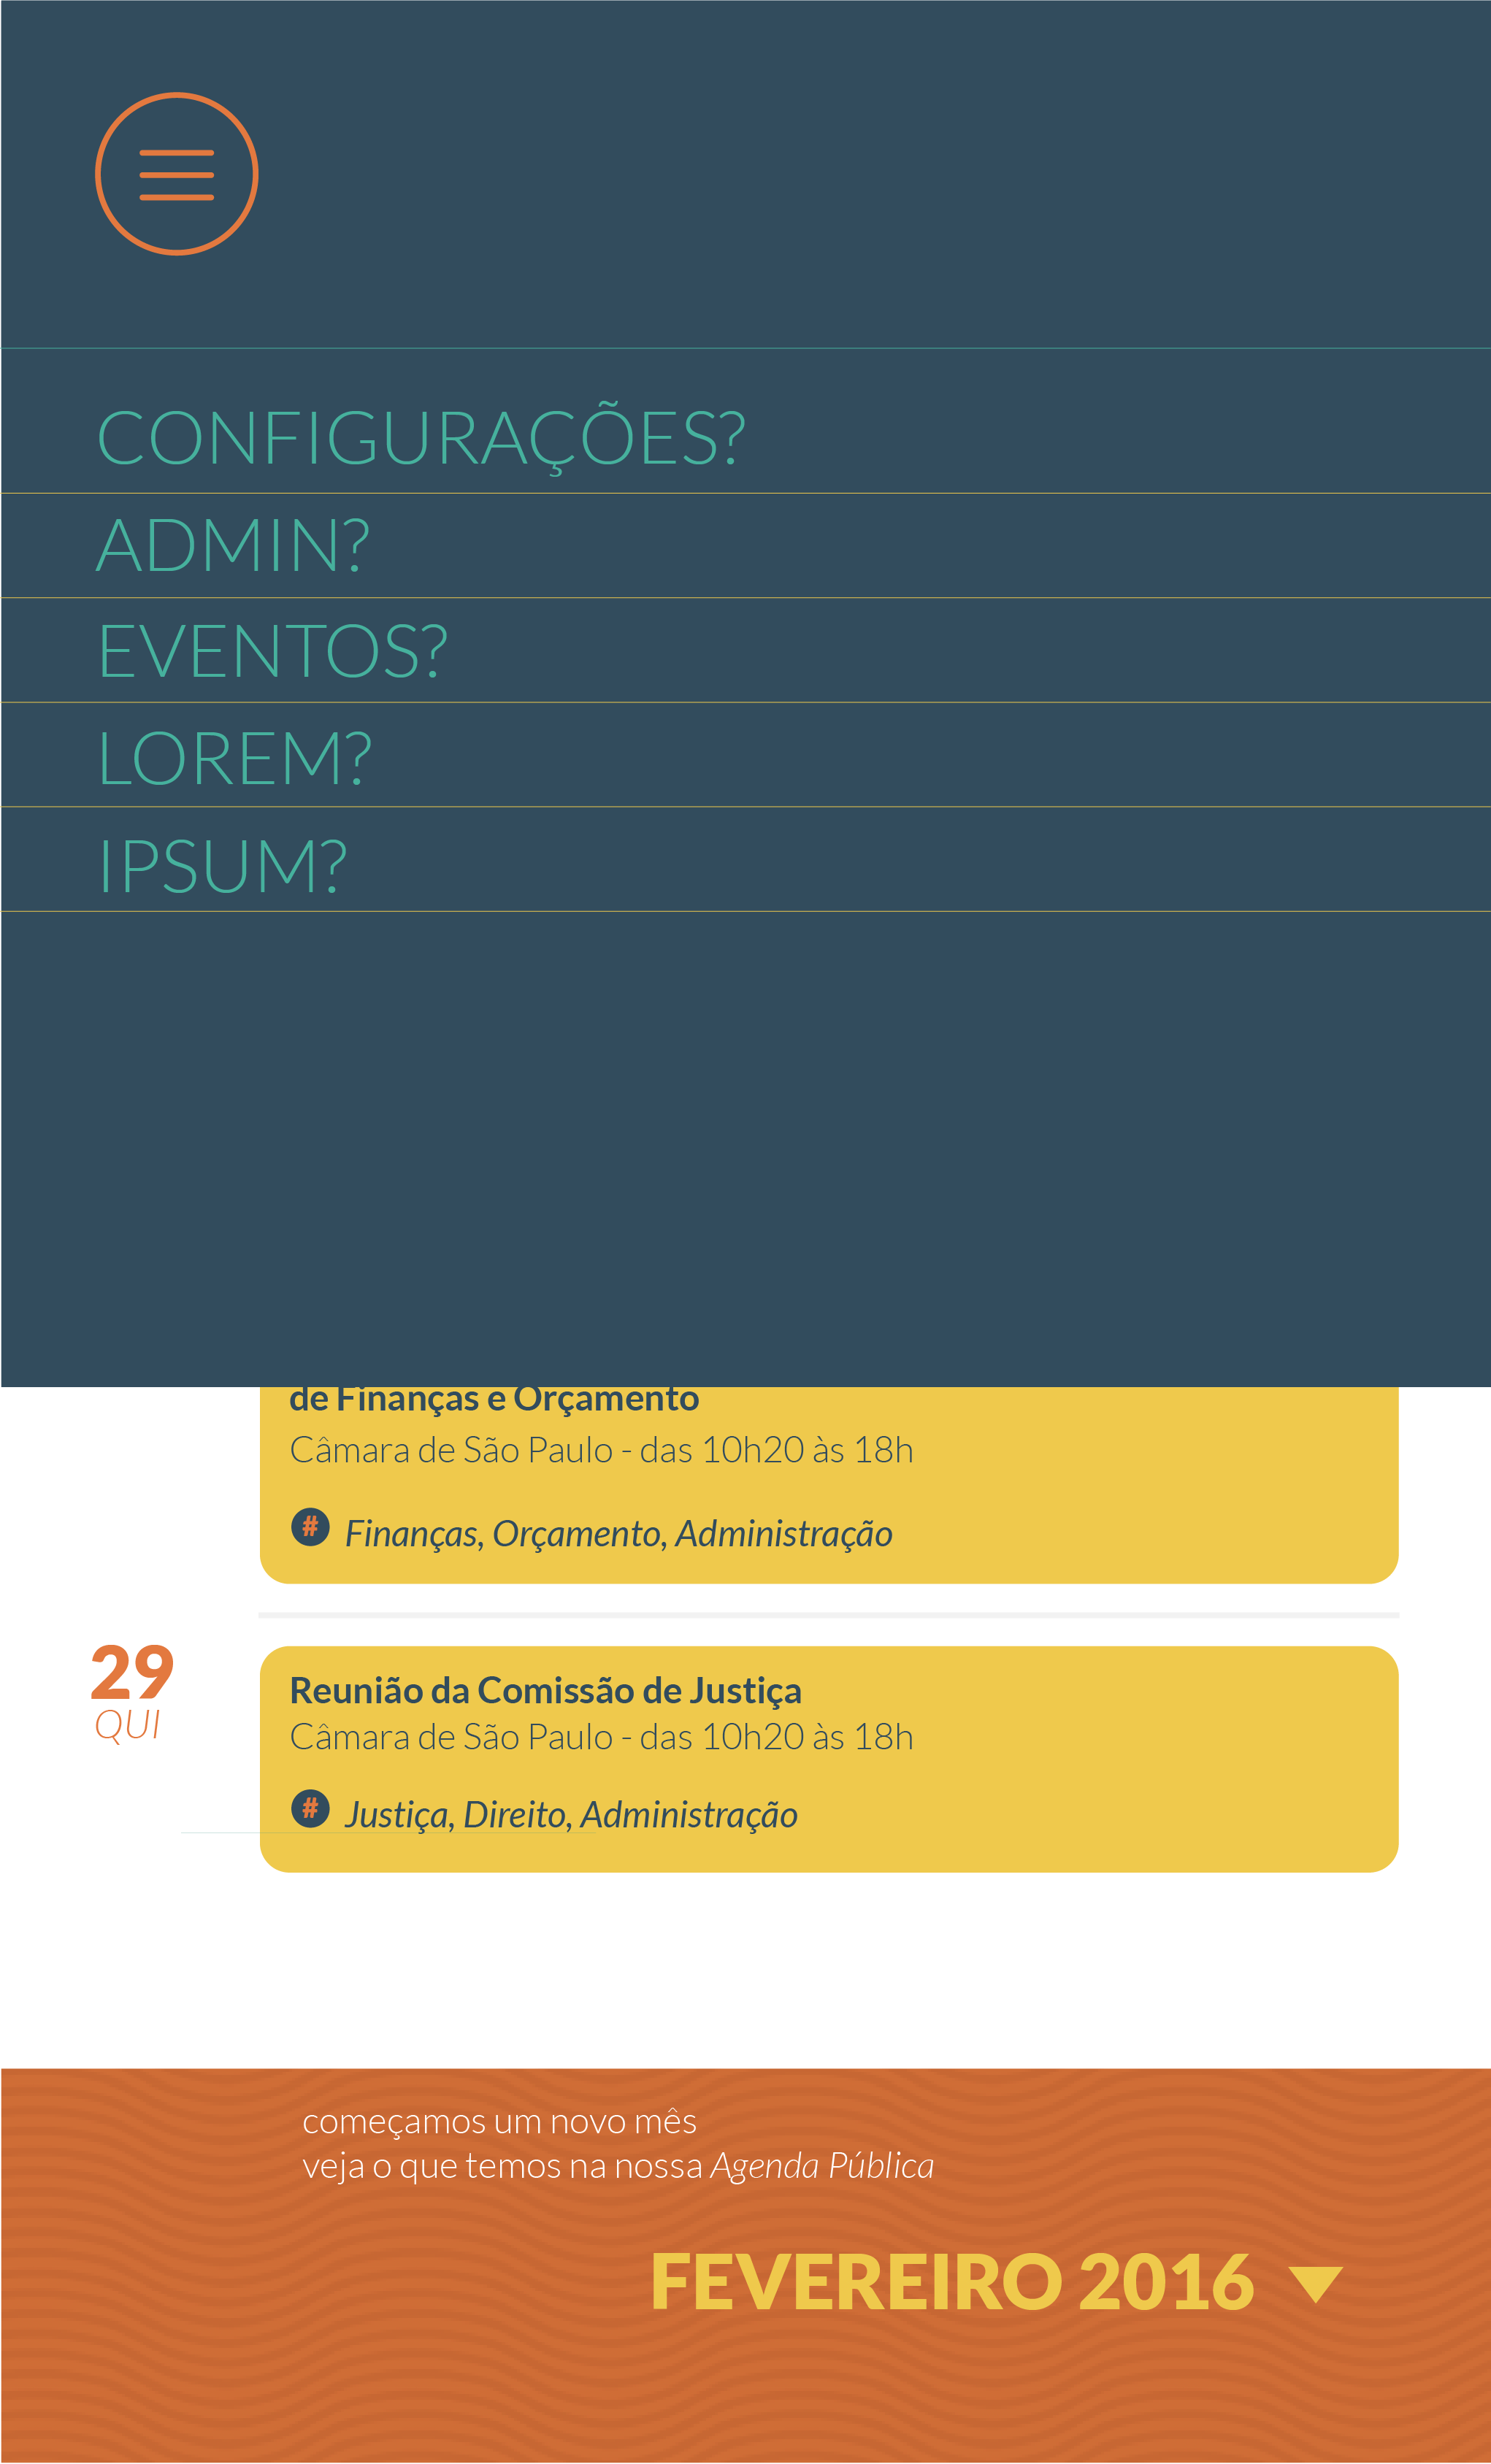 CONFIGURAÇÕES?
ADMIN?
EVENTOS?
LOREM?
IPSUM?
de Finanças e Orçamento
Câmara de São Paulo - das 10h20 às 18h
# Finanças, Orçamento, Administração
29
QUI
Reunião da Comissão de Justiça
Câmara de São Paulo - das 10h20 às 18h
# Justiça, Direito, Administração
começamos um novo mês
veja o que temos na nossa Agenda Pública
FEVEREIRO 2016